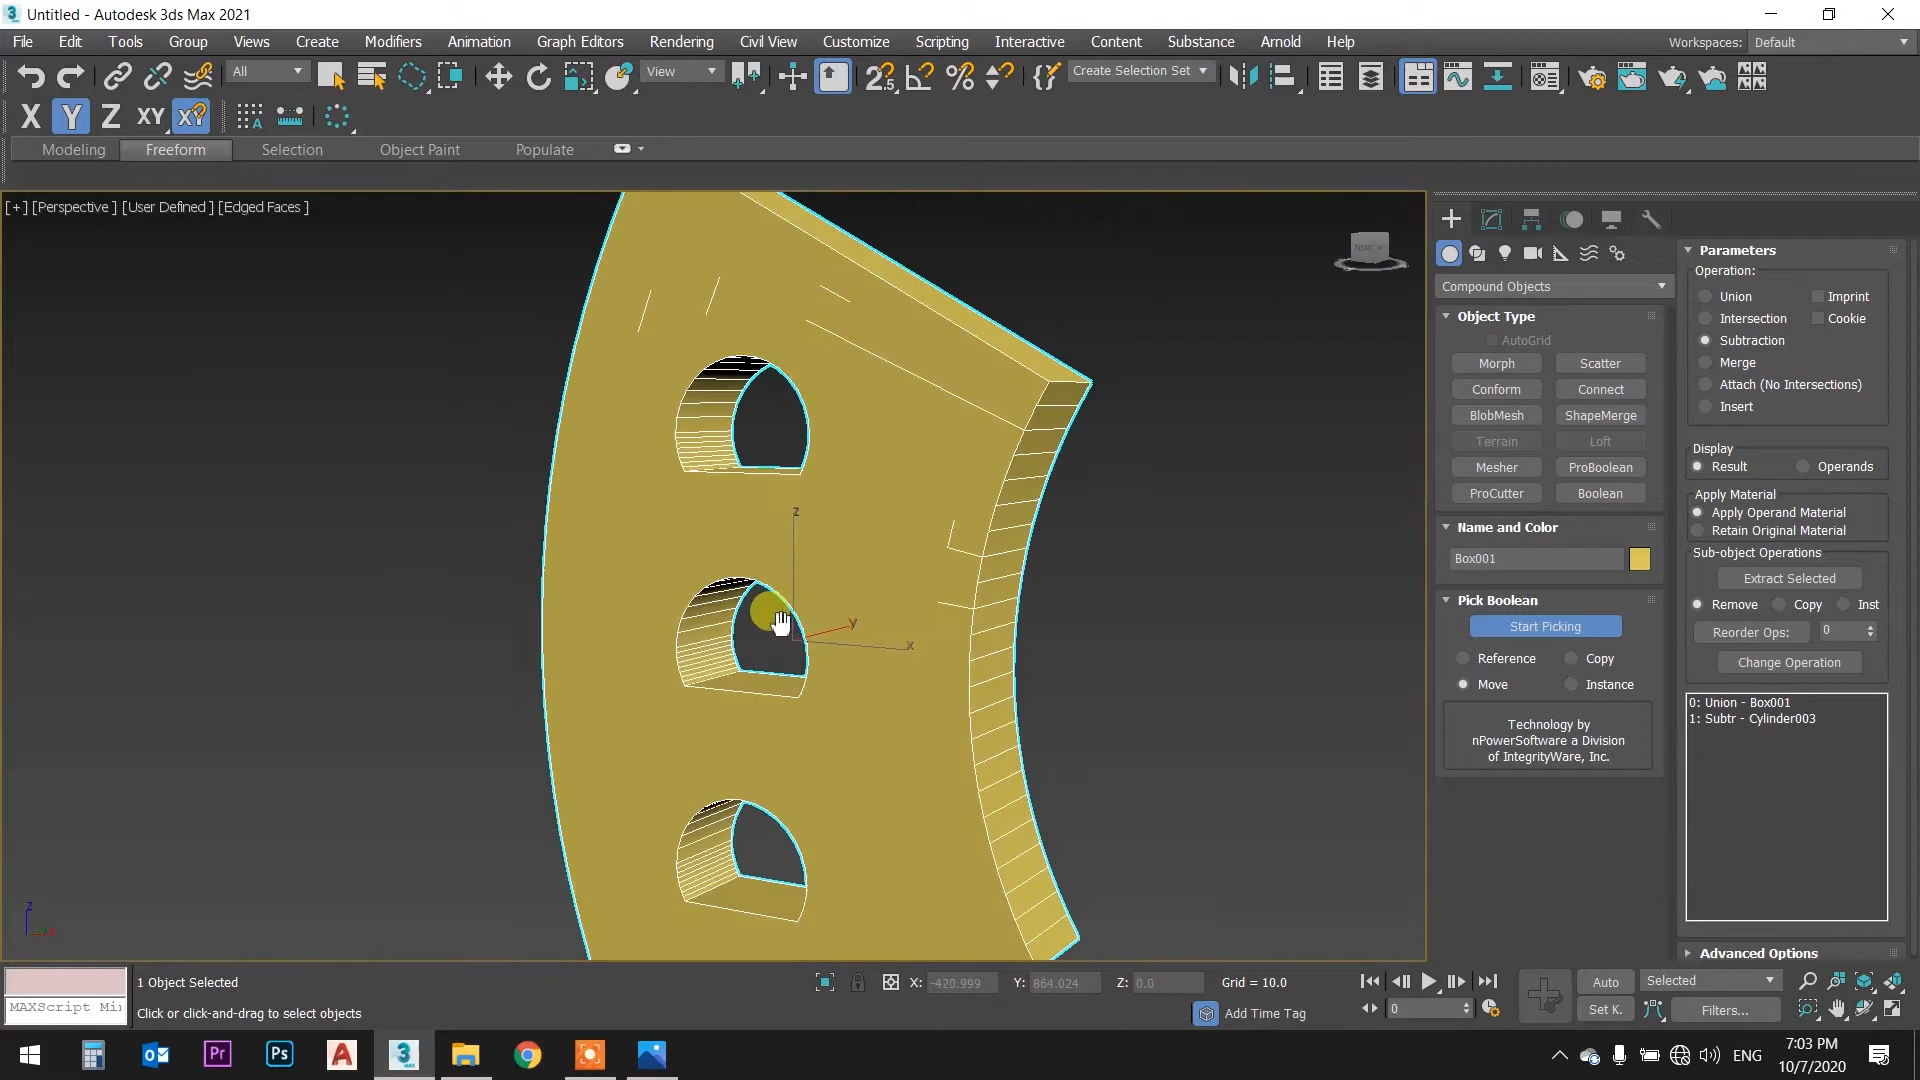 Untitled - Autodesk 3ds Max 2021
File Edit Tools Group Views Create Modifiers Animation Graph Editors Rendering Civil View Customize Scripting Interactive Content Substance Arnold Help Workspaces: Default
All View Create Selection Set
X Y Z XY XY
Modeling Freeform Selection Object Paint Populate
[+] [Perspective ] [User Defined ] [Edged Faces ]
Compound Objects
Object Type
AutoGrid
Morph Scatter
Conform Connect
BlobMesh ShapeMerge
Terrain Loft
Mesher ProBoolean
ProCutter Boolean
Name and Color
Box001
Pick Boolean
Start Picking
Reference Copy
Move Instance
Technology by
nPowerSoftware a Division
of IntegrityWare, Inc.
Parameters
Operation:
Union Imprint
Intersection Cookie
Subtraction
Merge
Attach (No Intersections)
Insert
Display
Result Operands
Apply Material
Apply Operand Material
Retain Original Material
Sub-object Operations
Extract Selected
Remove Copy Inst
Reorder Ops: 0
Change Operation
0: Union - Box001
1: Subtr - Cylinder003
Advanced Options
z
y
x
z
1 Object Selected X: -420.999 Y: 864.024 Z: 0.0 Grid = 10.0 Auto Selected
MAXScript Mi
Click or click-and-drag to select objects Add Time Tag 0 Set K. Filters...
ENG
7:03 PM
10/7/2020